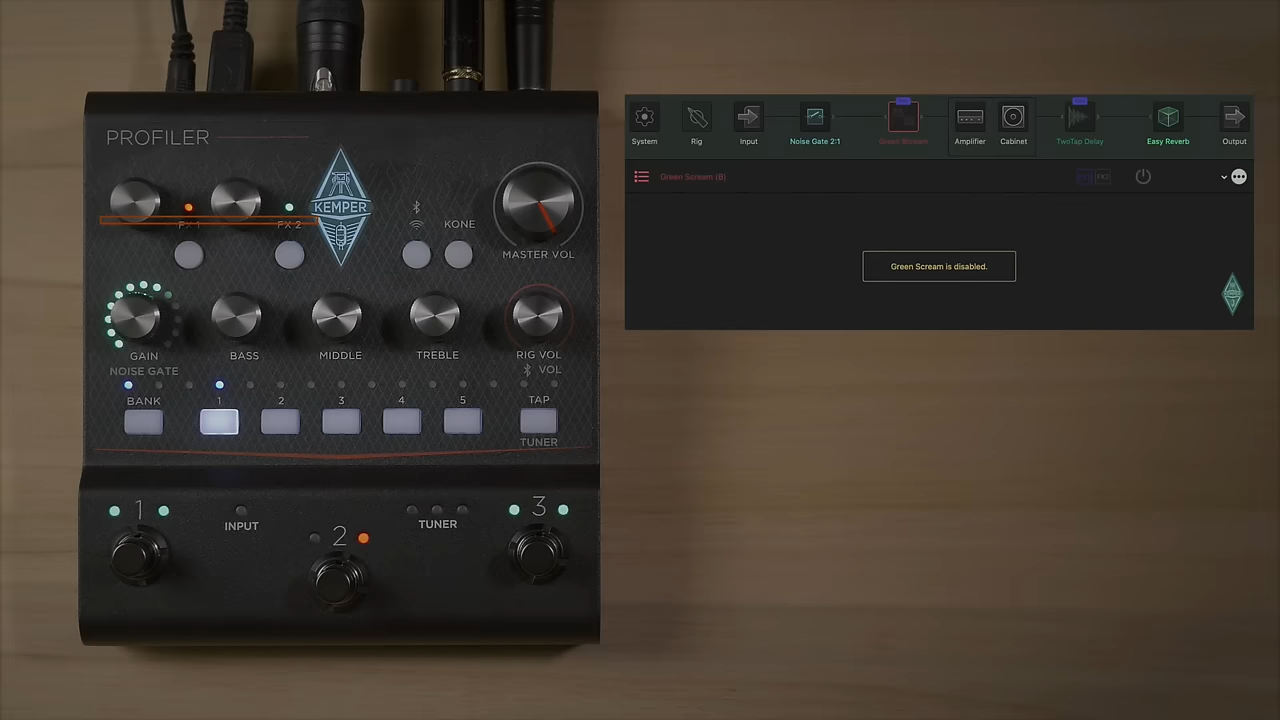 PROFILER
KEMPER
FX 1
FX 2
KONE
MASTER VOL
GAIN
BASS
MIDDLE
TREBLE
RIG VOL
NOISE GATE
VOL
BANK
1
2
3
4
5
TAP
TUNER
1
INPUT
2
TUNER
3
System
Rig
Input
Noise Gate 2:1
Green Scream
Amplifier
Cabinet
TwoTap Delay
Easy Reverb
Output
Green Scream (B)
FX2
Green Scream is disabled.